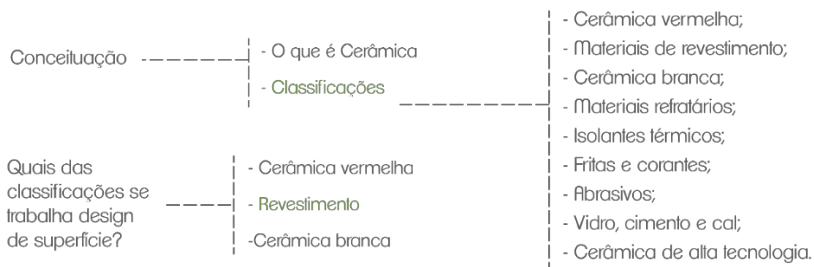 Conceituação
- O que é Cerâmica
- Classificações
- Cerâmica vermelha;
- Materiais de revestimento;
- Cerâmica branca;
- Materiais refratários;
- Isolantes térmicos;
- Fritas e corantes;
- Abrasivos;
- Vidro, cimento e cal;
- Cerâmica de alta tecnologia.
Quais das
classificações se
trabalha design
de superfície?
- Cerâmica vermelha
- Revestimento
-Cerâmica branca